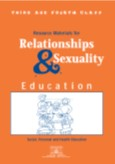 THIRD AND FOURTH CLASS
Resource Materials for
Relationships
& Sexuality
Education
Social, Personal and Health Education